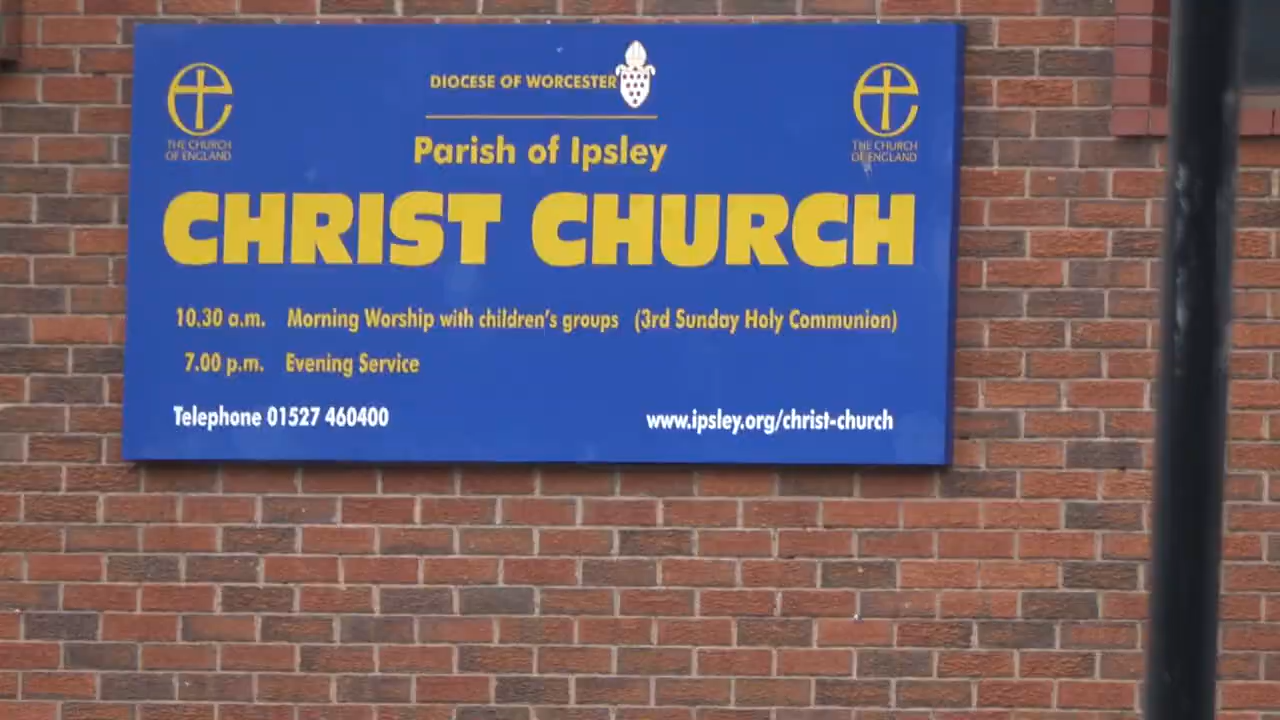 DIOCESE OF WORCESTER
THE CHURCH
OF ENGLAND
THE CHURCH
OF ENGLAND
Parish of Ipsley
CHRIST CHURCH
10.30 a.m. Morning Worship with children's groups (3rd Sunday Holy Communion)
7.00 p.m. Evening Service
Telephone 01527 460400
www.ipsley.org/christ-church